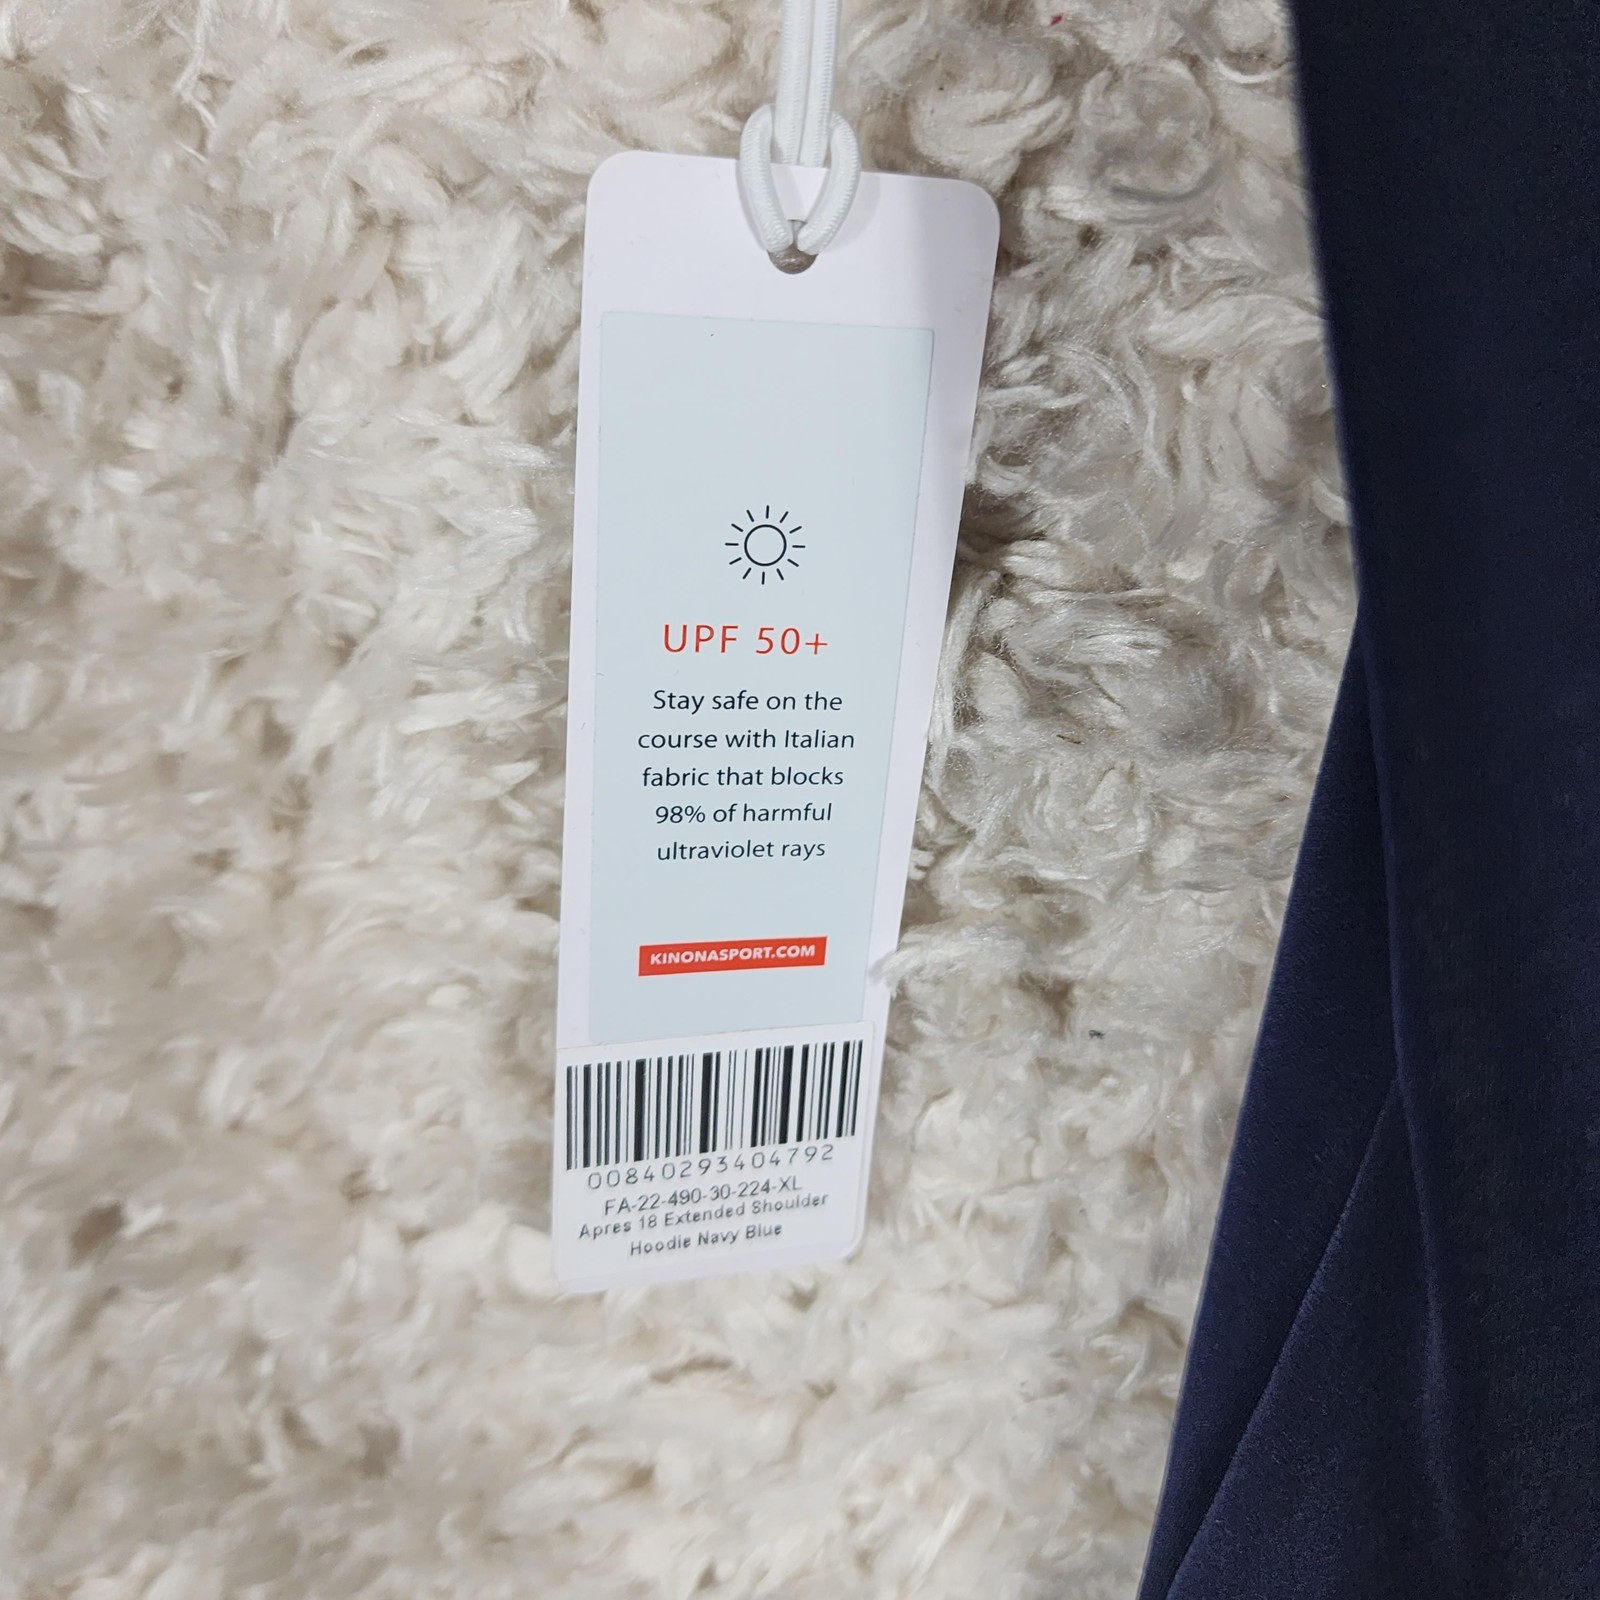 UPF 50+
Stay safe on the
course with Italian
fabric that blocks
98% of harmful
ultraviolet rays
KINONASPORT.COM
00840293404792
FA-22-490-30-224-XL
Apres 18 Extended Shoulder
Hoodie Navy Blue